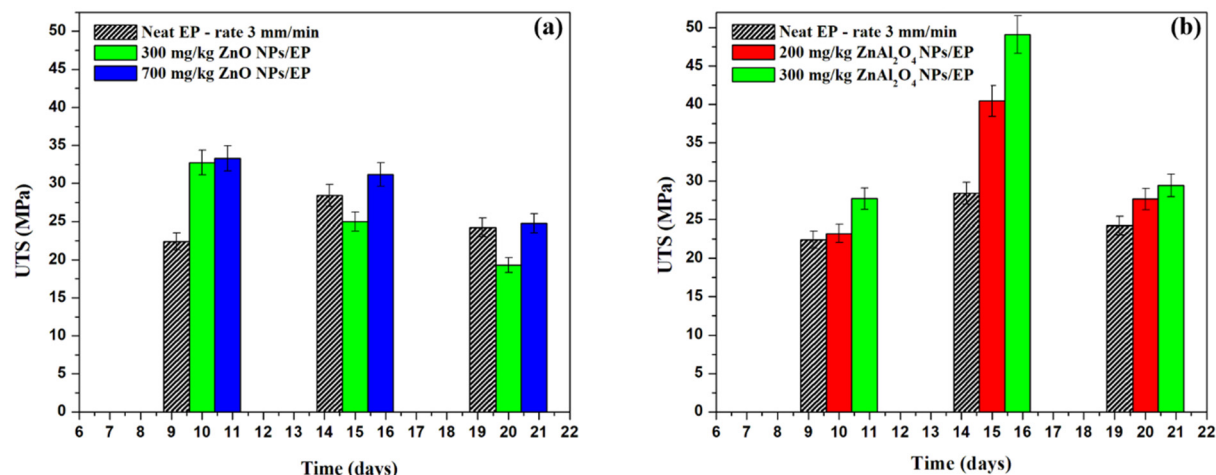 (a)
Neat EP - rate 3 mm/min
300 mg/kg ZnO NPs/EP
700 mg/kg ZnO NPs/EP
UTS (MPa)
50
45
40
35
30
25
20
15
10
5
0
6 7 8 9 10 11 12 13 14 15 16 17 18 19 20 21 22
Time (days)
(b)
Neat EP - rate 3 mm/min
200 mg/kg ZnAl₂O₄ NPs/EP
300 mg/kg ZnAl₂O₄ NPs/EP
UTS (MPa)
50
45
40
35
30
25
20
15
10
5
0
6 7 8 9 10 11 12 13 14 15 16 17 18 19 20 21 22
Time (days)